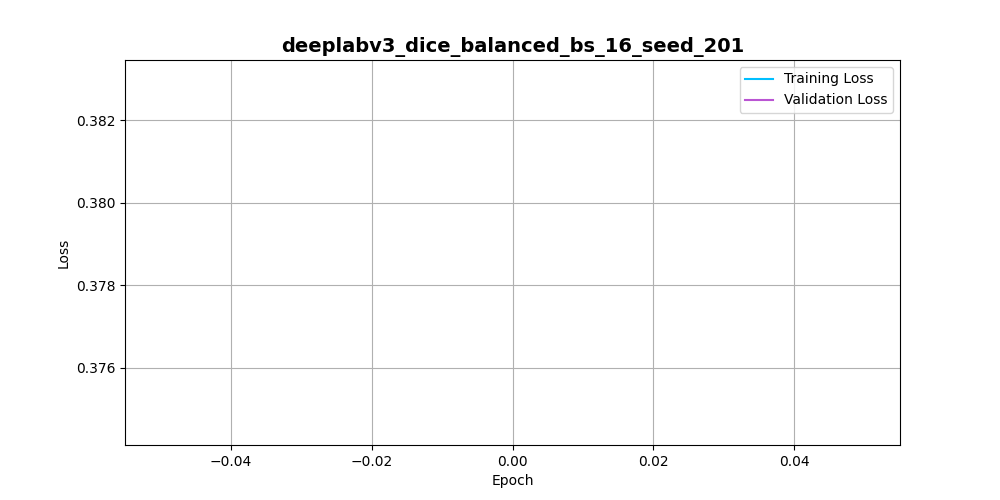 deeplabv3_dice_balanced_bs_16_seed_201
Training Loss
Validation Loss
0.382
0.380
0.378
0.376
Loss
−0.04
−0.02
0.00
0.02
0.04
Epoch